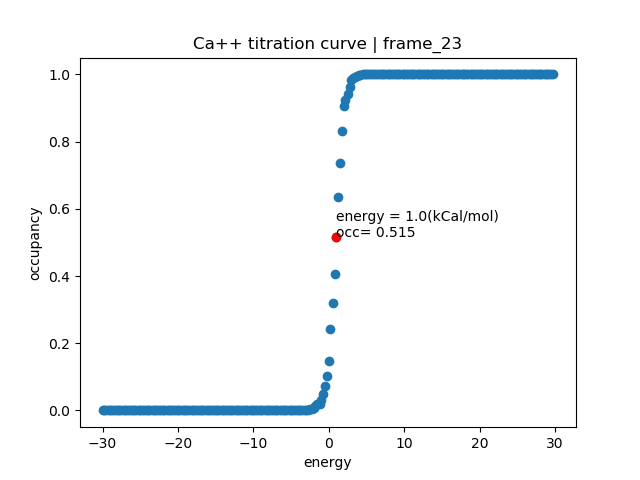 Ca++ titration curve | frame_23
1.0
0.8
0.6
0.4
0.2
0.0
occupancy
energy = 1.0(kCal/mol)
occ= 0.515
−30
−20
−10
0
10
20
30
energy